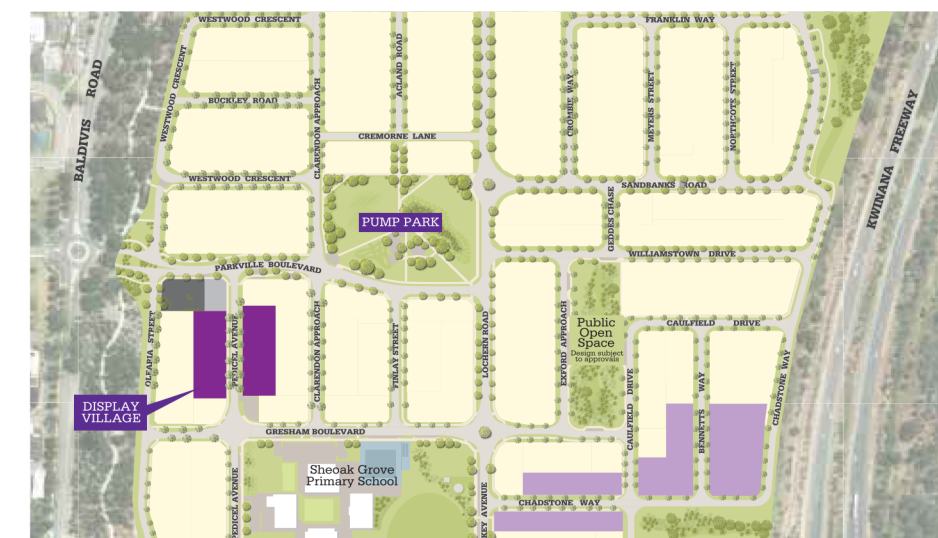 WESTWOOD CRESCENT
FRANKLIN WAY
BALDIVIS ROAD
WESTWOOD CRESCENT
ACLAND ROAD
CLARENDON APPROACH
CROMBIE WAY
MEYERS STREET
NORTHCOTE STREET
KWINANA FREEWAY
BUCKLEY ROAD
CREMORNE LANE
WESTWOOD CRESCENT
SANDBANKS ROAD
GEDDES CHASE
PUMP PARK
WILLIAMSTOWN DRIVE
PARKVILLE BOULEVARD
OLEARIA STREET
PEDICEL AVENUE
CLARENDON APPROACH
FINLAY STREET
LOCHERN ROAD
EXFORD APPROACH
Public
Open
Space
Design subject
to approvals
CAULFIELD DRIVE
CAULFIELD DRIVE
BENNETTS WAY
CHADSTONE WAY
DISPLAY
VILLAGE
GRESHAM BOULEVARD
Sheoak Grove
Primary School
PEDICEL AVENUE
KEY AVENUE
CHADSTONE WAY